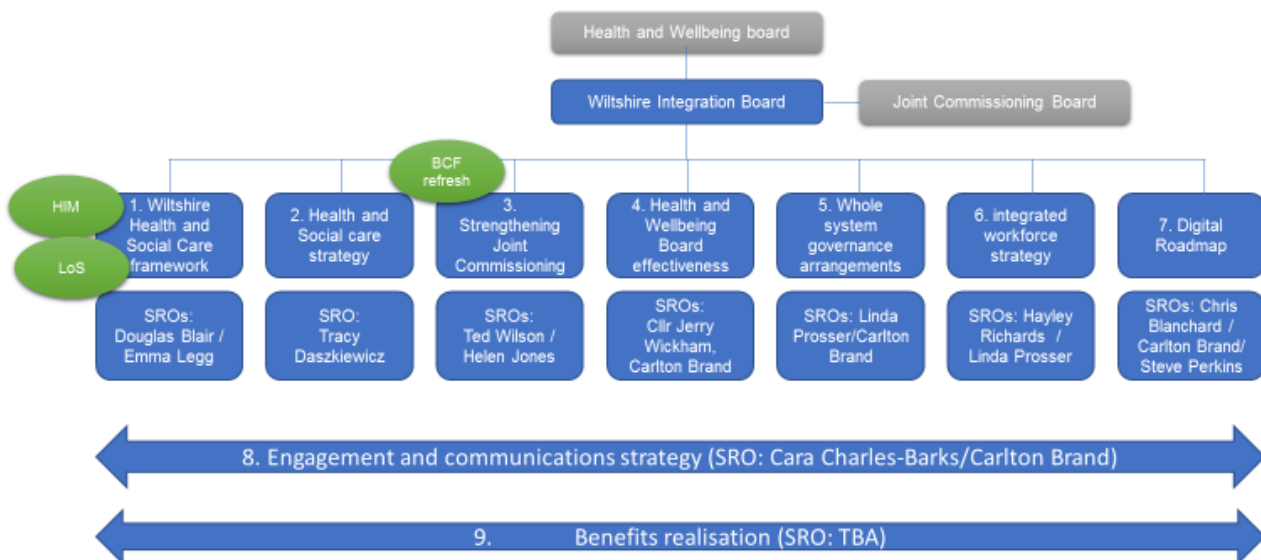 Health and Wellbeing board
Wiltshire Integration Board
Joint Commissioning Board
BCF
refresh
HIM
LoS
1. Wiltshire
Health and
Social Care
framework
2. Health and
Social care
strategy
3.
Strengthening
Joint
Commissioning
4. Health and
Wellbeing
Board
effectiveness
5. Whole
system
governance
arrangements
6. integrated
workforce
strategy
7. Digital
Roadmap
SROs:
Douglas Blair /
Emma Legg
SRO:
Tracy
Daszkiewicz
SROs:
Ted Wilson /
Helen Jones
SROs:
Cllr Jerry
Wickham,
Carlton Brand
SROs: Linda
Prosser/Carlton
Brand
SROs: Hayley
Richards /
Linda Prosser
SROs: Chris
Blanchard /
Carlton Brand/
Steve Perkins
8. Engagement and communications strategy (SRO: Cara Charles-Barks/Carlton Brand)
9. Benefits realisation (SRO: TBA)